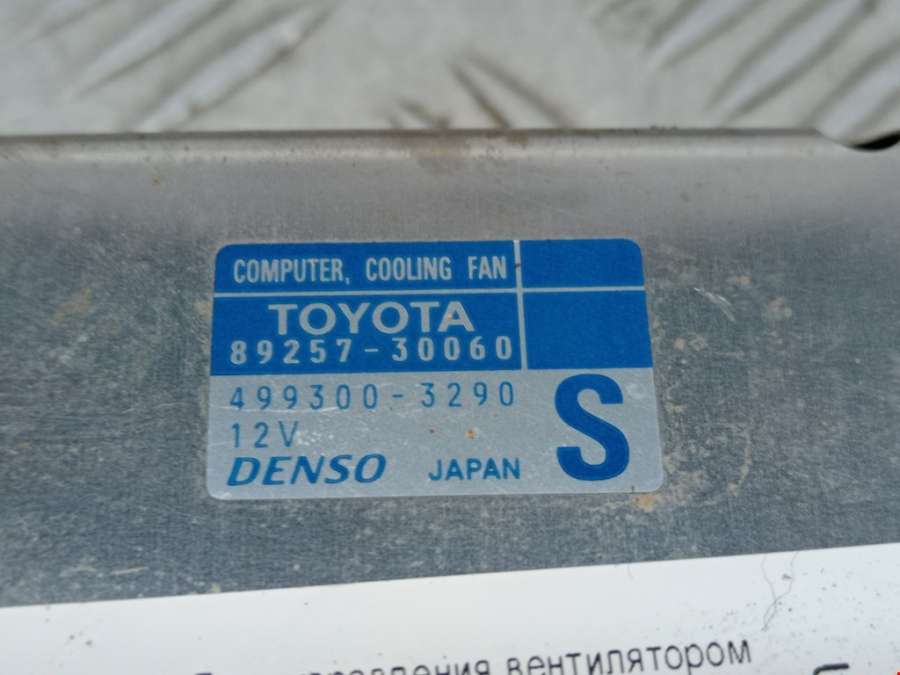 COMPUTER, COOLING FAN
TOYOTA
89257-30060
499300-3290
S
12V
DENSO JAPAN
вентилятором